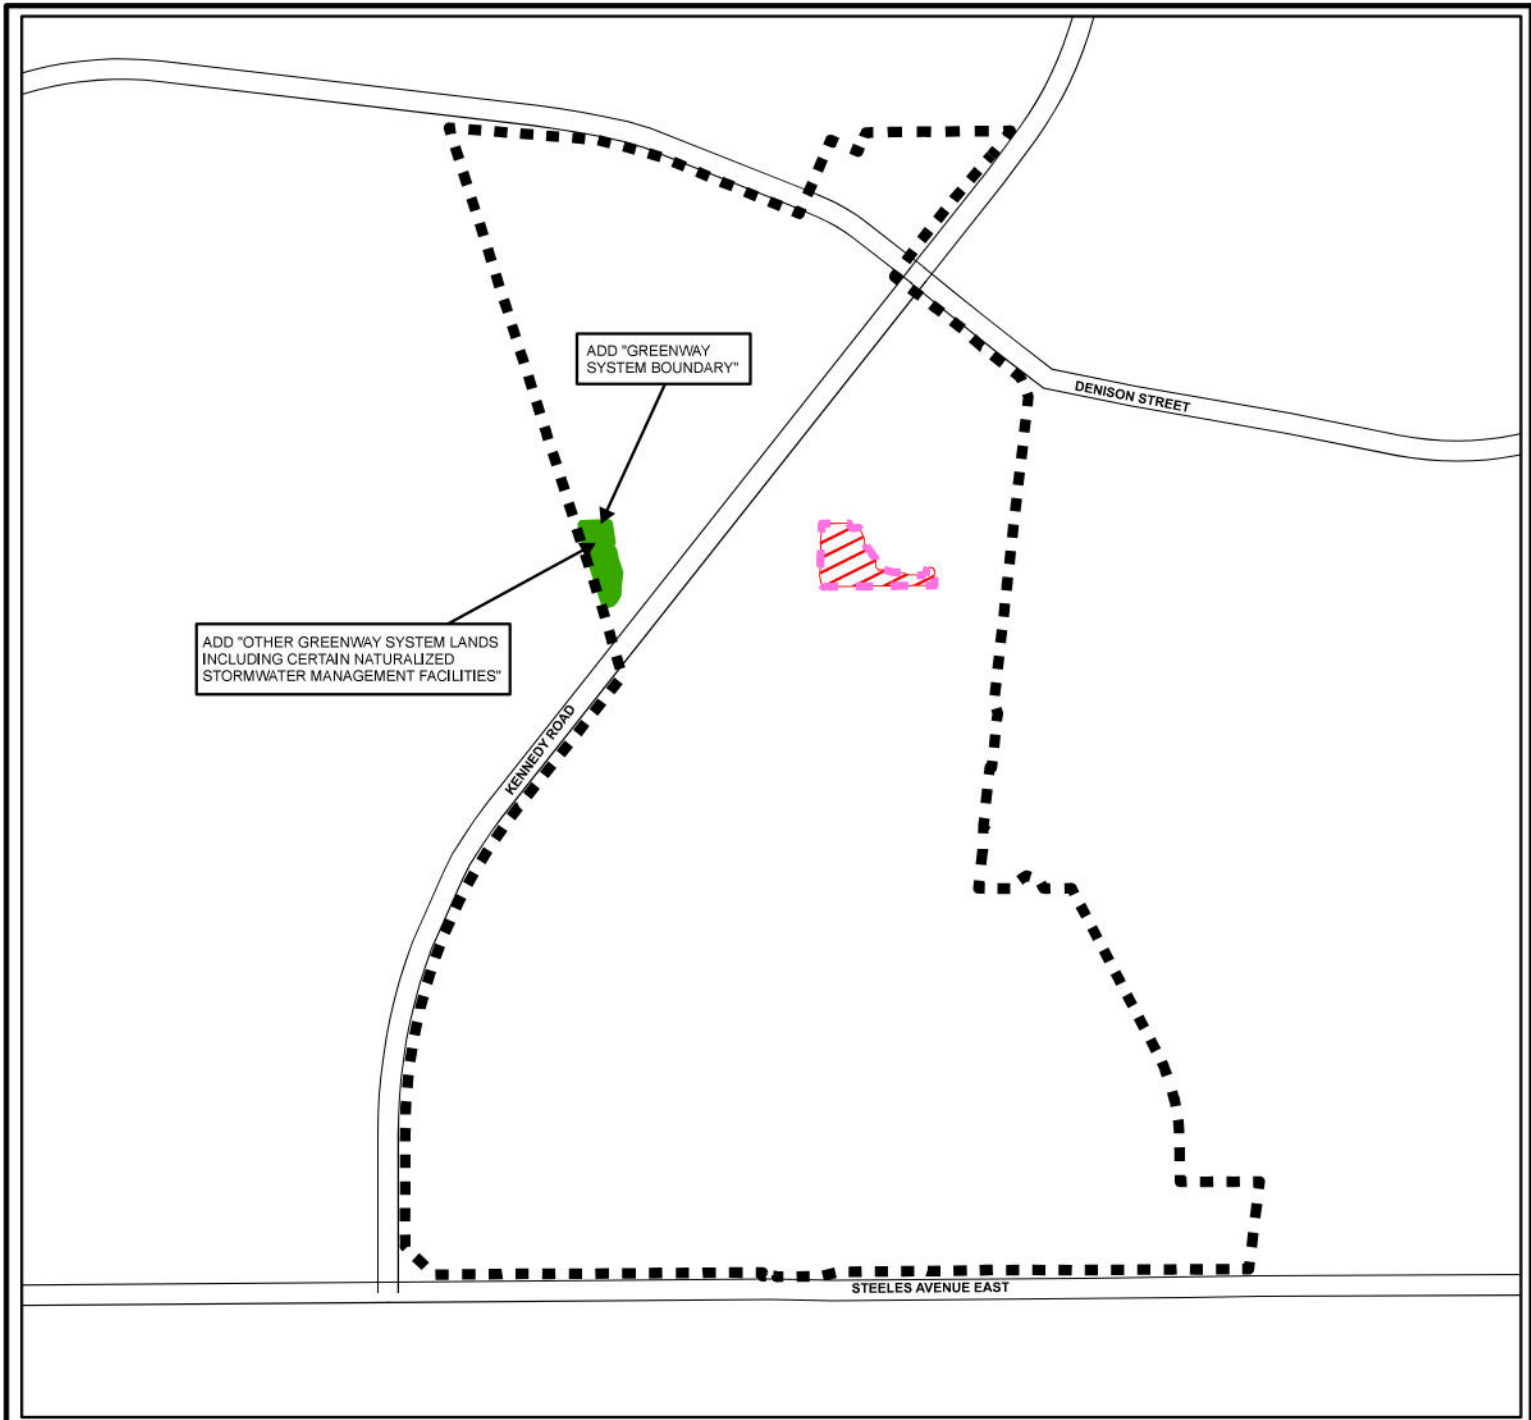 ADD "GREENWAY
SYSTEM BOUNDARY"
DENISON STREET
ADD "OTHER GREENWAY SYSTEM LANDS
INCLUDING CERTAIN NATURALIZED
STORMWATER MANAGEMENT FACILITIES"
KENNEDY ROAD
STEELES AVENUE EAST